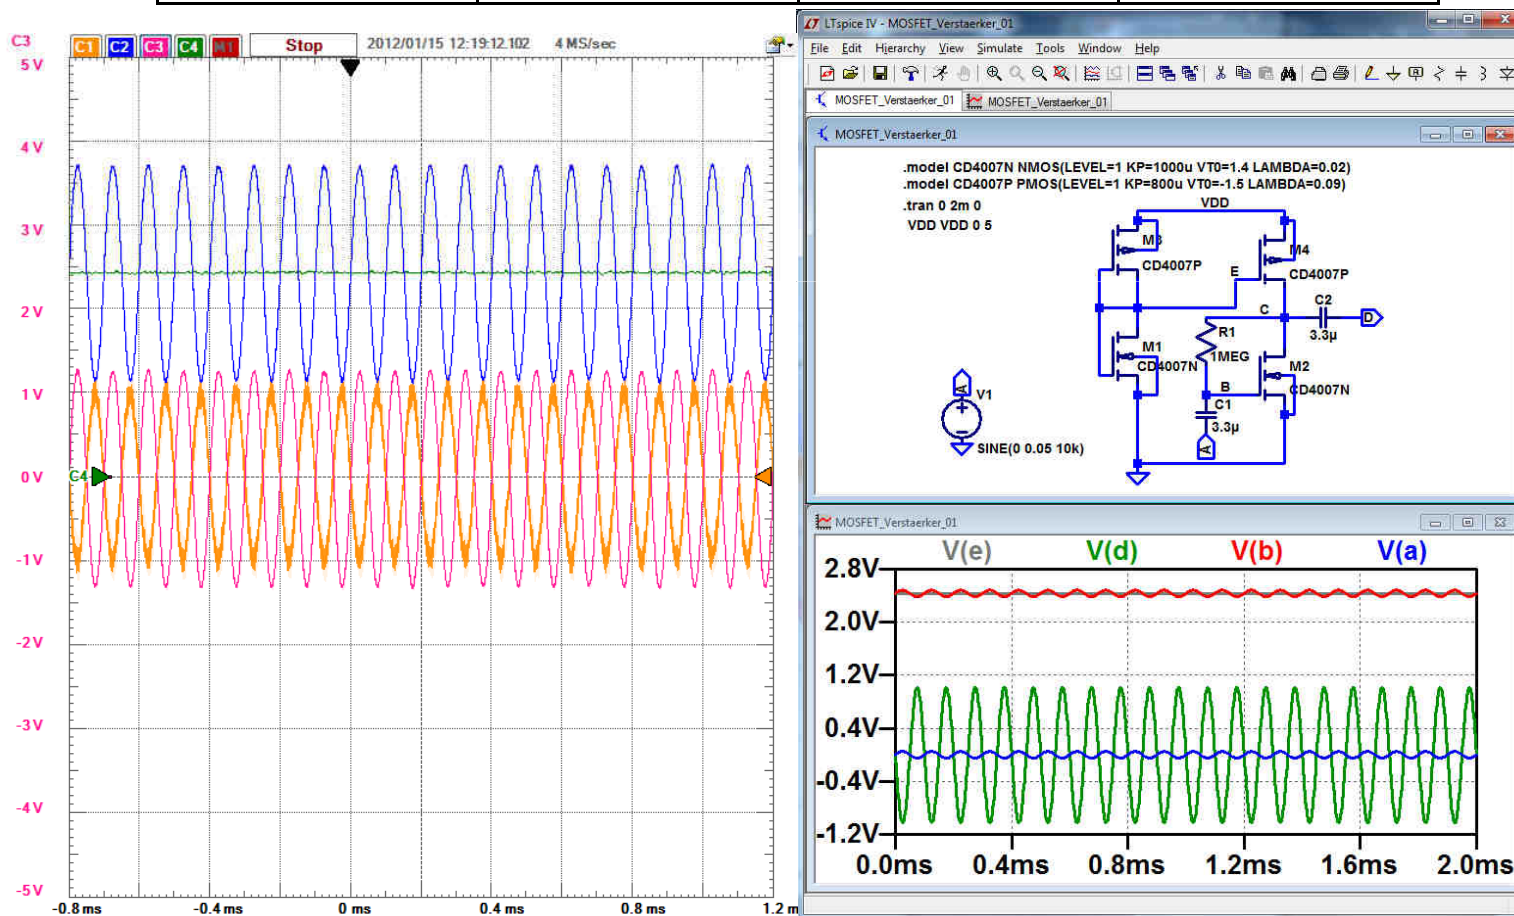 C3
C1 C2 C3 C4 M1 Stop 2012/01/15 12:19:12.102 4 MS/sec
5 V
4 V
3 V
2 V
1 V
0 V
-1 V
-2 V
-3 V
-4 V
-5 V
C4
-0.8 ms -0.4 ms 0 ms 0.4 ms 0.8 ms 1.2 m
LTspice IV - MOSFET_Verstaerker_01
File Edit Hierarchy View Simulate Tools Window Help
MOSFET_Verstaerker_01 MOSFET_Verstaerker_01
MOSFET_Verstaerker_01
.model CD4007N NMOS(LEVEL=1 KP=1000u VT0=1.4 LAMBDA=0.02)
.model CD4007P PMOS(LEVEL=1 KP=800u VT0=-1.5 LAMBDA=0.09)
.tran 0 2m 0
VDD VDD 0 5
VDD
M3
CD4007P
M4
CD4007P
E
C
C2
3.3µ
D
R1
1MEG
M1
CD4007N
M2
CD4007N
B
C1
3.3µ
A
A
V1
SINE(0 0.05 10k)
MOSFET_Verstaerker_01
V(e) V(d) V(b) V(a)
2.8V
2.0V
1.2V
0.4V
-0.4V
-1.2V
0.0ms 0.4ms 0.8ms 1.2ms 1.6ms 2.0ms